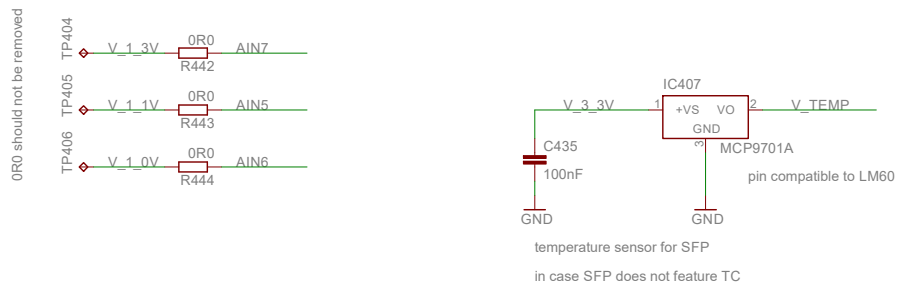 0R0 should not be removed
TP404
V_1_3V
0R0
R442
AIN7
TP405
V_1_1V
0R0
R443
AIN5
TP406
V_1_0V
0R0
R444
AIN6
IC407
V_3_3V
1
+VS
VO
2
V_TEMP
GND
3
MCP9701A
C435
100nF
pin compatible to LM60
GND
GND
temperature sensor for SFP
in case SFP does not feature TC